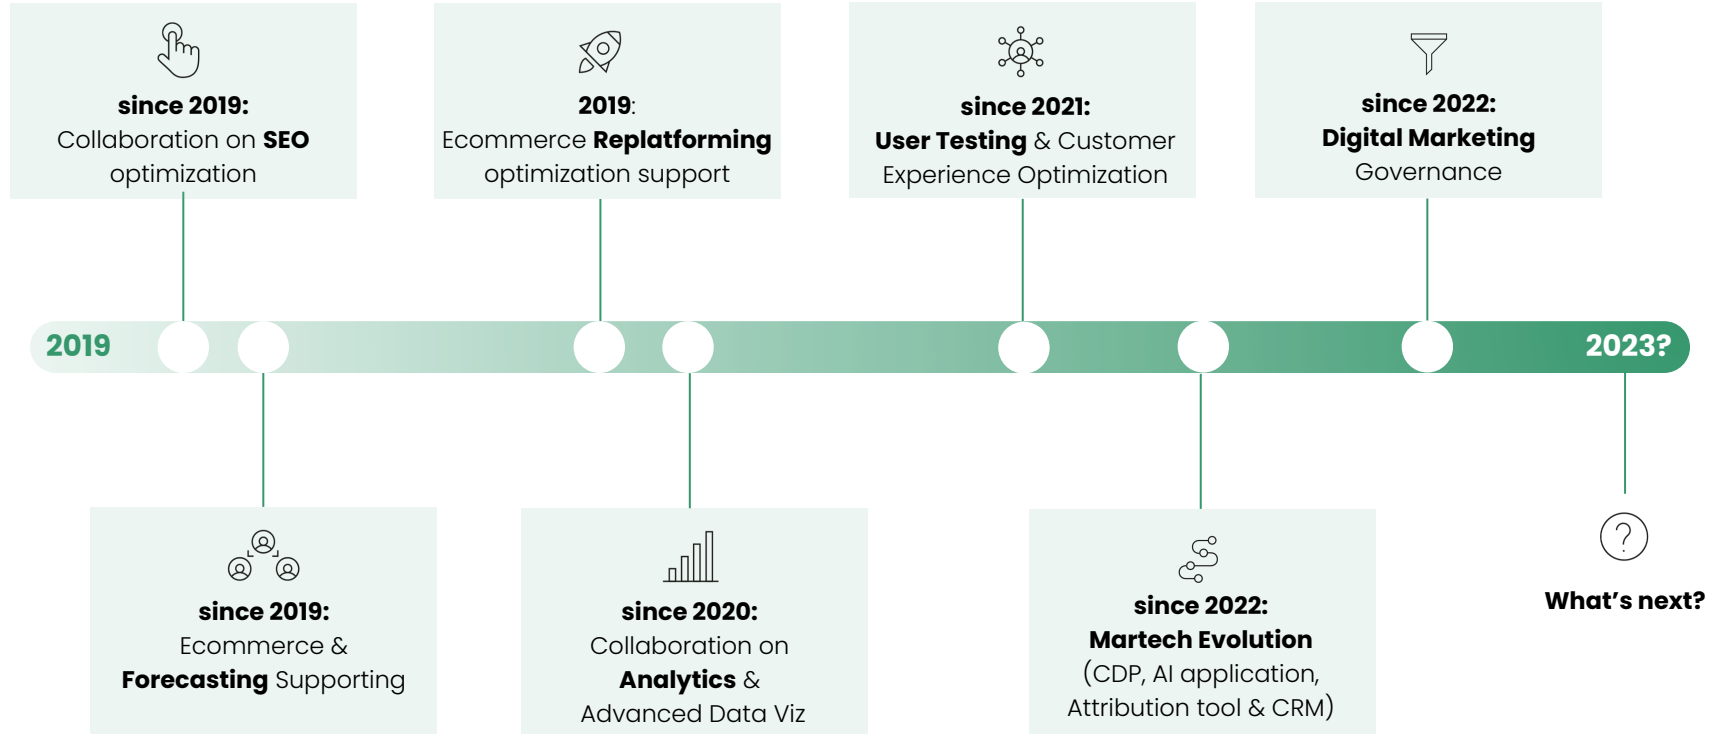 since 2019:
Collaboration on SEO
optimization
2019:
Ecommerce Replatforming
optimization support
since 2021:
User Testing & Customer
Experience Optimization
since 2022:
Digital Marketing
Governance
2019
2023?
since 2019:
Ecommerce &
Forecasting Supporting
since 2020:
Collaboration on
Analytics &
Advanced Data Viz
since 2022:
Martech Evolution
(CDP, AI application,
Attribution tool & CRM)
What's next?